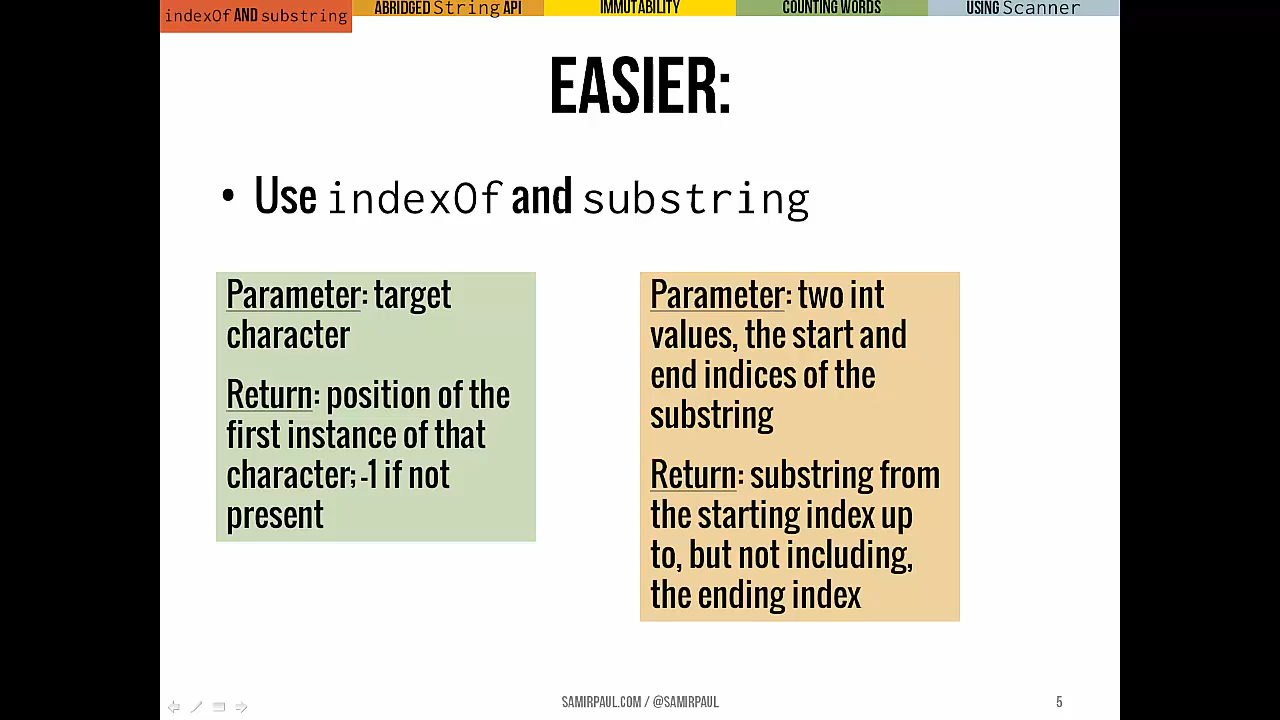 indexOf AND substring
ABRIDGED String API
IMMUTABILITY
COUNTING WORDS
USING Scanner
EASIER:
• Use indexOf and substring
Parameter: target
character
Return: position of the
first instance of that
character; -1 if not
present
Parameter: two int
values, the start and
end indices of the
substring
Return: substring from
the starting index up
to, but not including,
the ending index
SAMIRPAUL.COM / @SAMIRPAUL
5